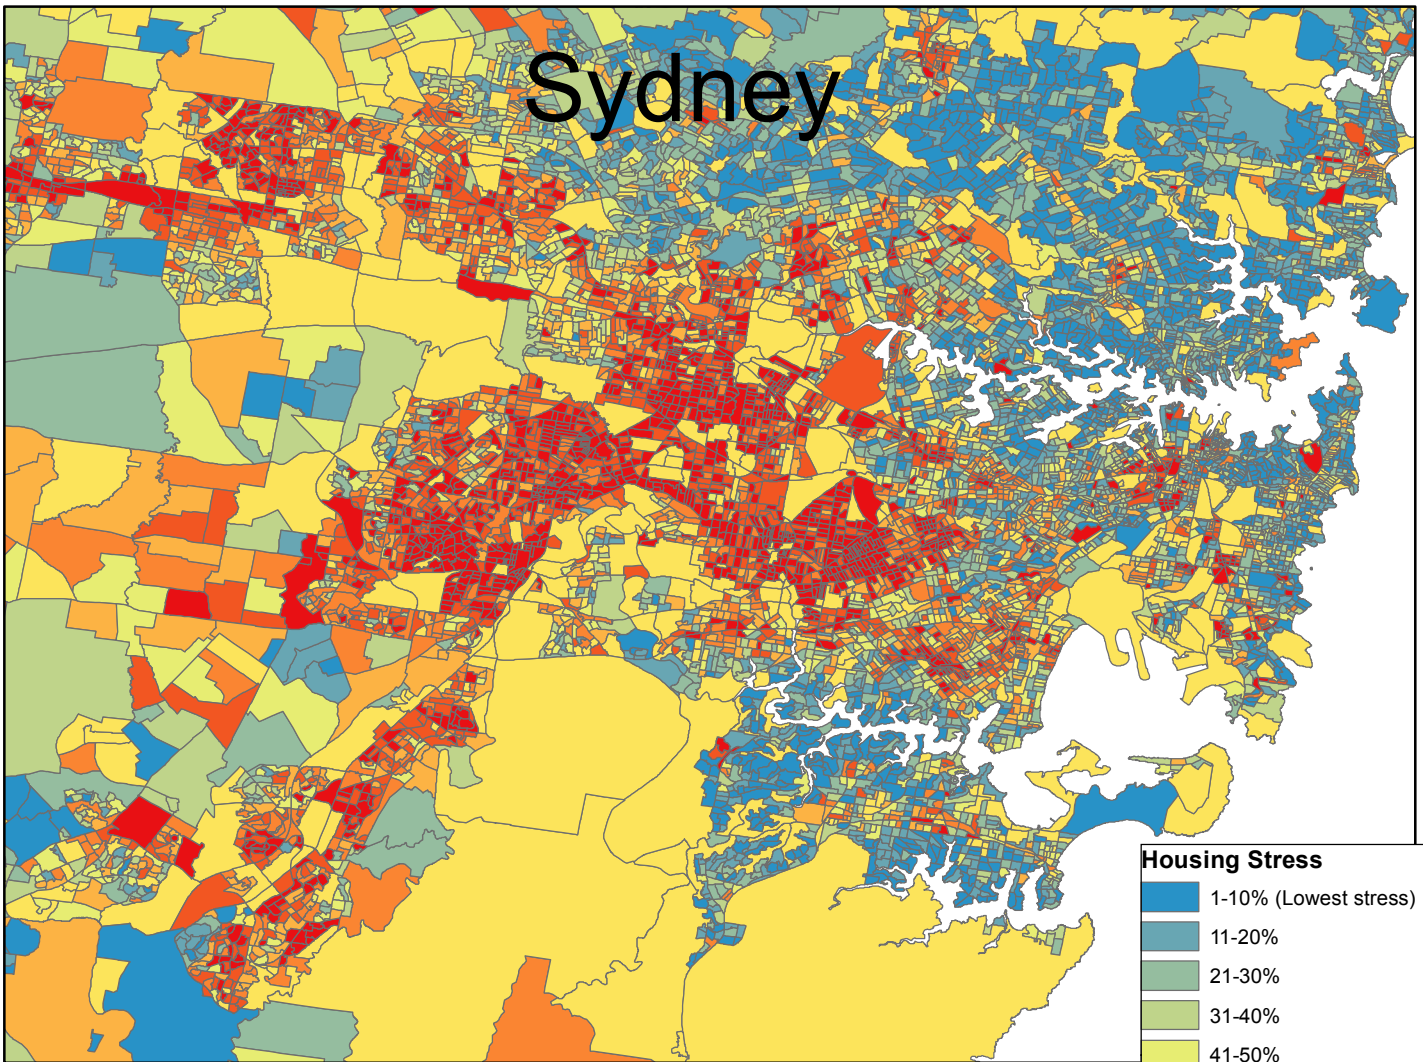 Sydney
Housing Stress
1-10% (Lowest stress)
11-20%
21-30%
31-40%
41-50%